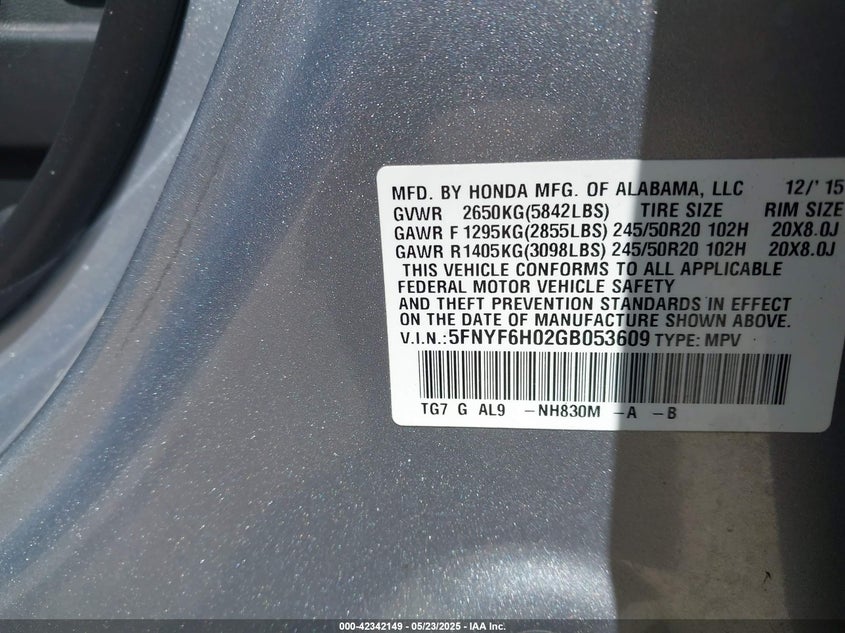 MFD. BY HONDA MFG. OF ALABAMA, LLC 12/' 15
GVWR 2650KG(5842LBS) TIRE SIZE RIM SIZE
GAWR F 1295KG(2855LBS) 245/50R20 102H 20X8.0J
GAWR R1405KG(3098LBS) 245/50R20 102H 20X8.0J
THIS VEHICLE CONFORMS TO ALL APPLICABLE
FEDERAL MOTOR VEHICLE SAFETY
AND THEFT PREVENTION STANDARDS IN EFFECT
ON THE DATE OF MANUFACTURE SHOWN ABOVE.
V.I.N.:5FNYF6H02GB053609 TYPE: MPV
TG7 G AL9 -NH830M -A -B
000-42342149 - 05/23/2025 - IAA Inc.